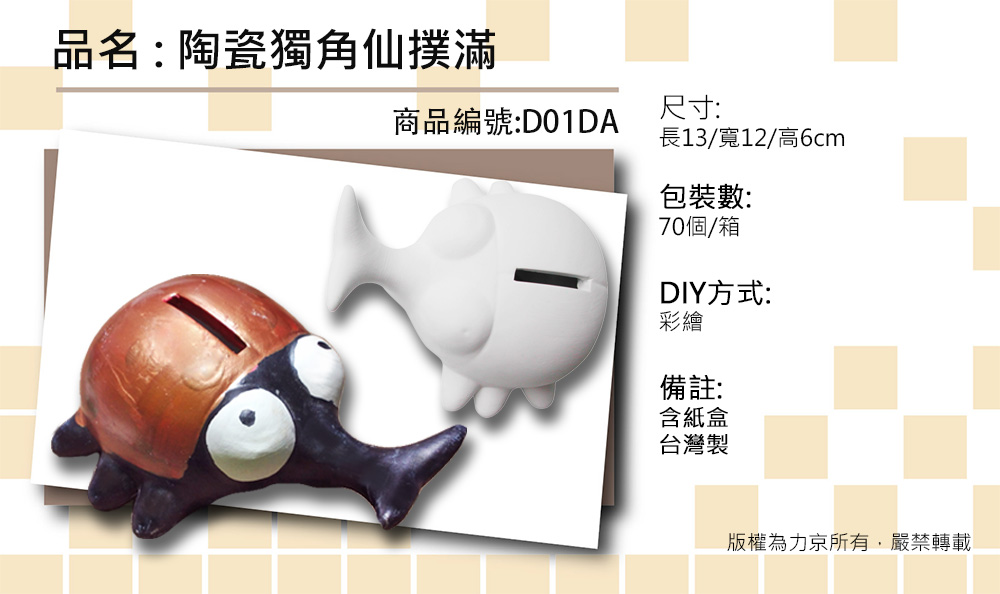 品名 : 陶瓷獨角仙撲滿
商品編號:D01DA
尺寸:
長13/寬12/高6cm
包裝數:
70個/箱
DIY方式:
彩繪
備註:
含紙盒
台灣製
版權為力京所有，嚴禁轉載